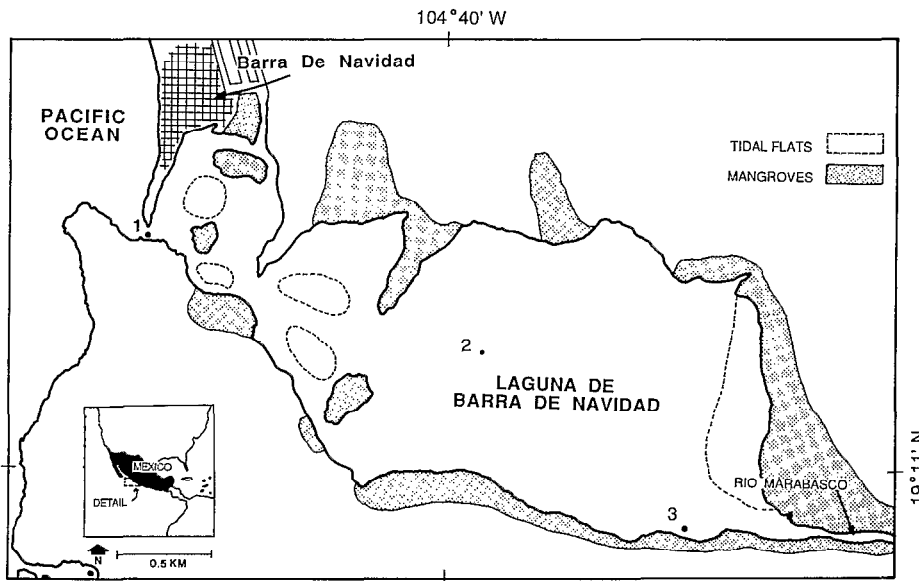 104°40' W
Barra De Navidad
PACIFIC
OCEAN
TIDAL FLATS
MANGROVES
1
2
LAGUNA DE
BARRA DE NAVIDAD
MEXICO
DETAIL
RIO MARABASCO
19°11' N
3
N
0.5 KM